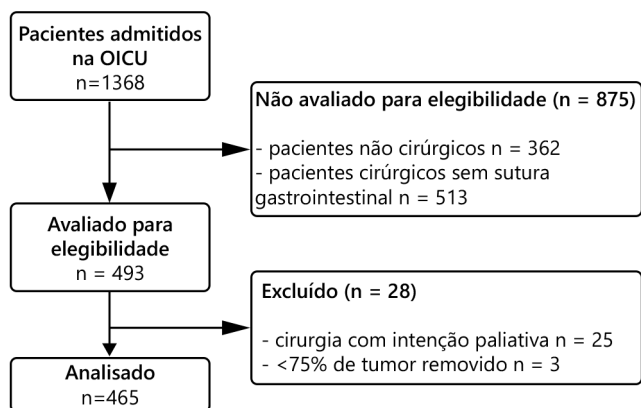 Pacientes admitidos
na OICU
n=1368
Não avaliado para elegibilidade (n = 875)
- pacientes não cirúrgicos n = 362
- pacientes cirúrgicos sem sutura
gastrointestinal n = 513
Avaliado para
elegibilidade
n = 493
Excluído (n = 28)
- cirurgia com intenção paliativa n = 25
- <75% de tumor removido n = 3
Analisado
n=465